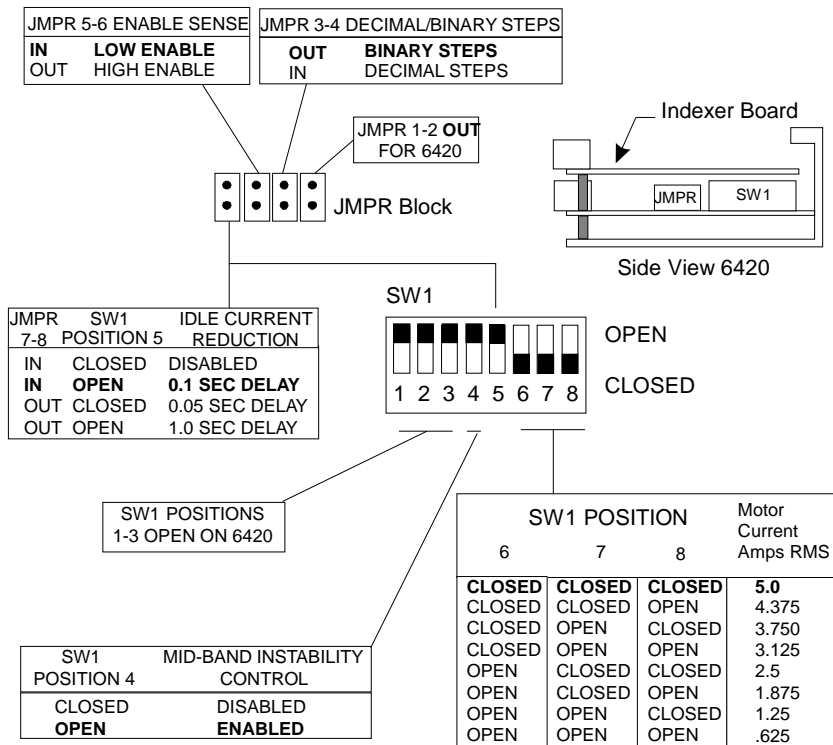 JMPR 5-6 ENABLE SENSE
IN LOW ENABLE
OUT HIGH ENABLE
JMPR 3-4 DECIMAL/BINARY STEPS
OUT BINARY STEPS
IN DECIMAL STEPS
JMPR 1-2 OUT
FOR 6420
JMPR Block
Indexer Board
JMPR
SW1
Side View 6420
JMPR SW1 IDLE CURRENT
7-8 POSITION 5 REDUCTION
IN CLOSED DISABLED
IN OPEN 0.1 SEC DELAY
OUT CLOSED 0.05 SEC DELAY
OUT OPEN 1.0 SEC DELAY
SW1
OPEN
1 2 3 4 5 6 7 8
CLOSED
SW1 POSITIONS
1-3 OPEN ON 6420
SW1 MID-BAND INSTABILITY
POSITION 4 CONTROL
CLOSED DISABLED
OPEN ENABLED
SW1 POSITION
Motor
Current
Amps RMS
6 7 8
CLOSED CLOSED CLOSED 5.0
CLOSED CLOSED OPEN 4.375
CLOSED OPEN CLOSED 3.750
CLOSED OPEN OPEN 3.125
OPEN CLOSED CLOSED 2.5
OPEN CLOSED OPEN 1.875
OPEN OPEN CLOSED 1.25
OPEN OPEN OPEN .625